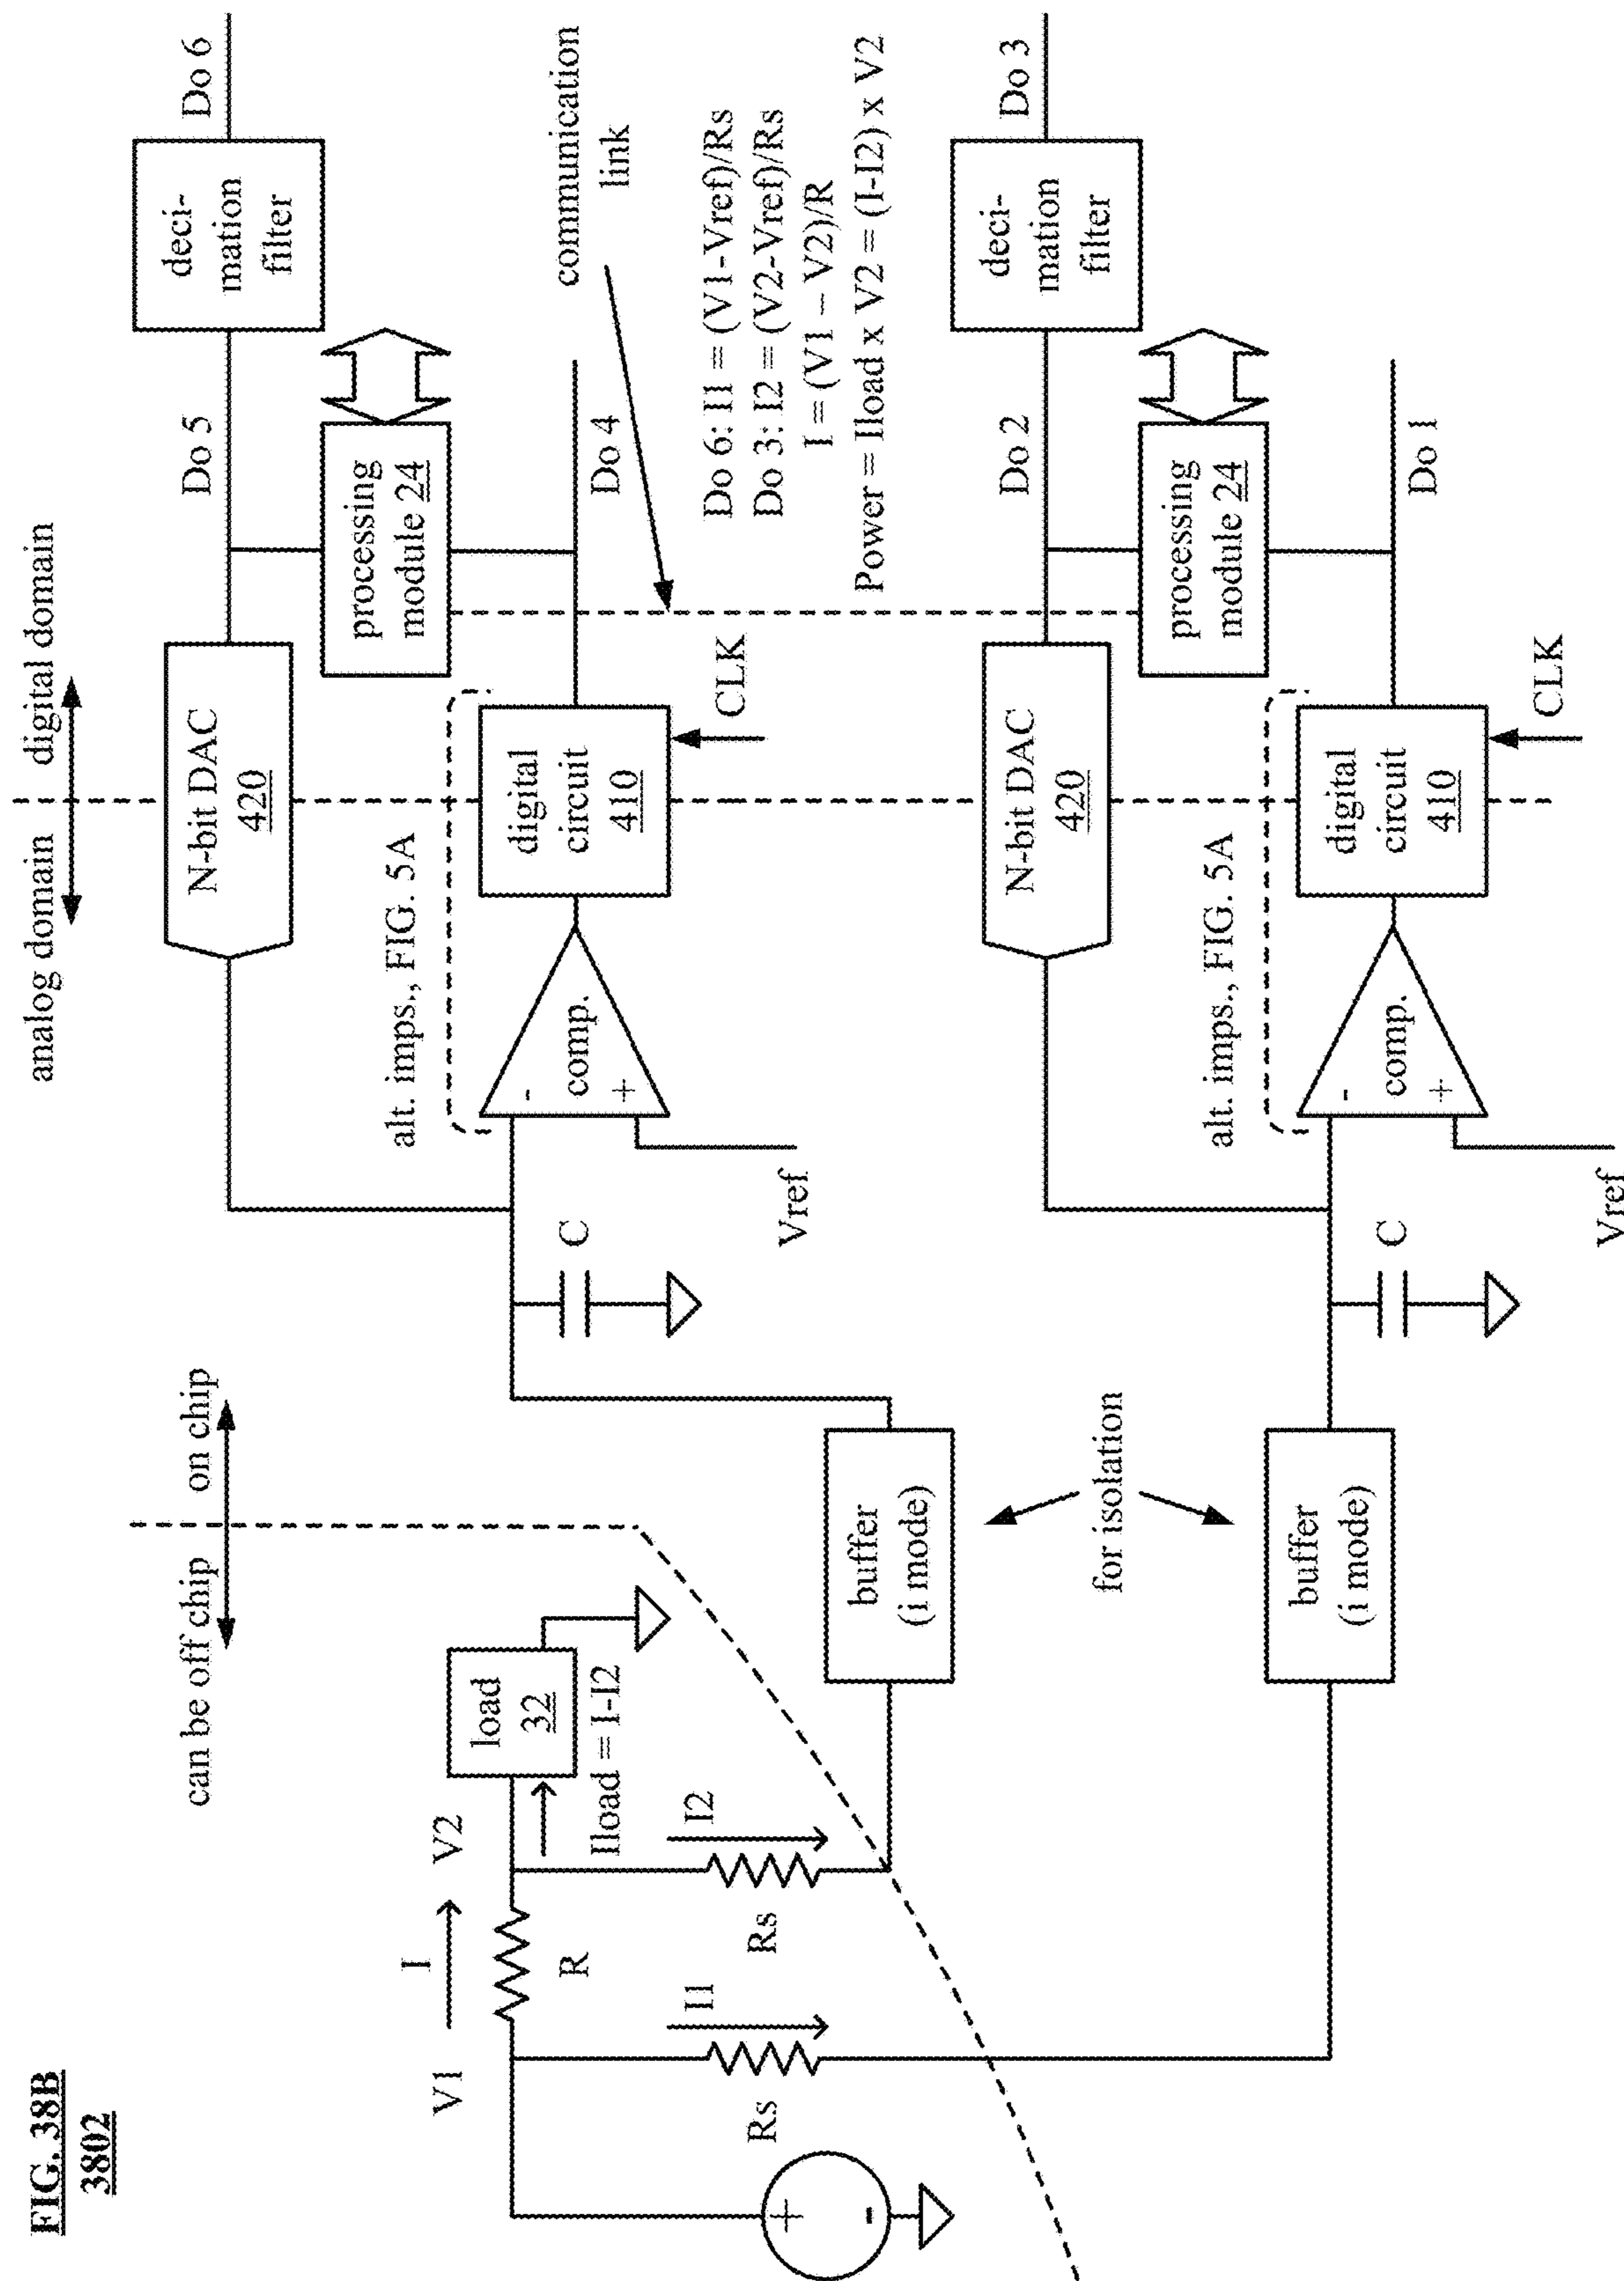 FIG. 38B
3802
analog domain
digital domain
can be off chip
on chip
N-bit DAC
420
Do 5
deci-
mation
filter
Do 6
processing
module 24
alt. imps., FIG. 5A
V1
I
V2
R
load
32
Iload = I-I2
C
-
comp.
+
Vref
digital
circuit
410
CLK
Do 4
communication
link
Rs
I1
Rs
I2
+
-
buffer
(i mode)
for isolation
Do 6: I1 = (V1-Vref)/Rs
Do 3: I2 = (V2-Vref)/Rs
I = (V1 – V2)/R
Power = Iload x V2 = (I-I2) x V2
N-bit DAC
420
Do 2
deci-
mation
filter
Do 3
processing
module 24
alt. imps., FIG. 5A
buffer
(i mode)
C
-
comp.
+
Vref
digital
circuit
410
CLK
Do 1